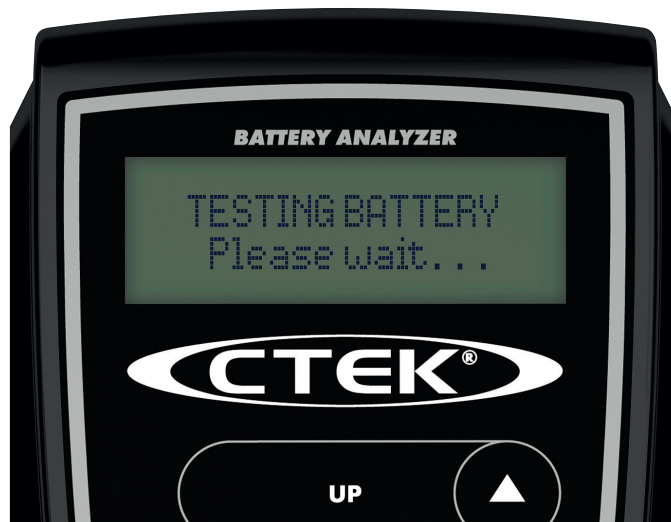 BATTERY ANALYZER
TESTING BATTERY
Please wait...
CTEK®
UP